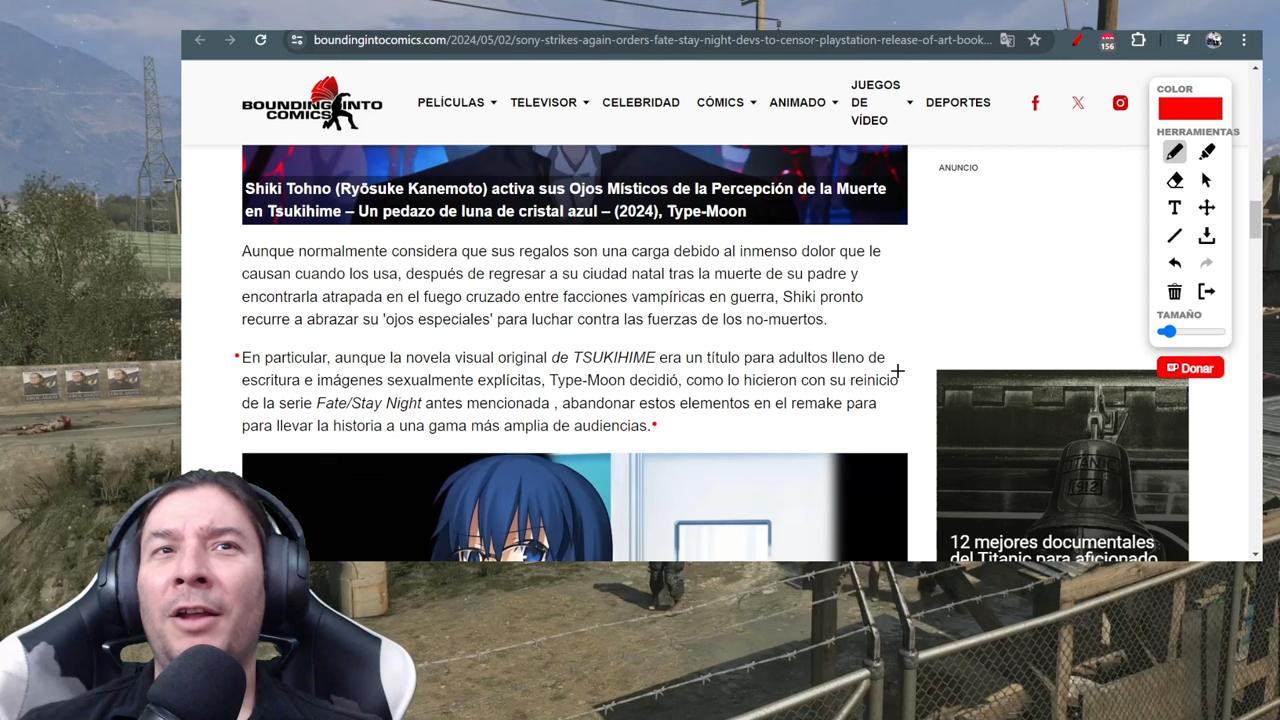 boundingintocomics.com/2024/05/02/sony-strikes-again-orders-fate-stay-night-devs-to-censor-playstation-release-of-art-book...
156
BOUNDING INTO
COMICS
PELÍCULAS
TELEVISOR
CELEBRIDAD
CÓMICS
ANIMADO
JUEGOS
DE
VÍDEO
DEPORTES
COLOR
HERRAMIENTAS
T
TAMAÑO
Donar
ANUNCIO
Shiki Tohno (Ryōsuke Kanemoto) activa sus Ojos Místicos de la Percepción de la Muerte
en Tsukihime – Un pedazo de luna de cristal azul – (2024), Type-Moon
Aunque normalmente considera que sus regalos son una carga debido al inmenso dolor que le
causan cuando los usa, después de regresar a su ciudad natal tras la muerte de su padre y
encontrarla atrapada en el fuego cruzado entre facciones vampíricas en guerra, Shiki pronto
recurre a abrazar su 'ojos especiales' para luchar contra las fuerzas de los no-muertos.
En particular, aunque la novela visual original de TSUKIHIME era un título para adultos lleno de
escritura e imágenes sexualmente explícitas, Type-Moon decidió, como lo hicieron con su reinicio
de la serie Fate/Stay Night antes mencionada , abandonar estos elementos en el remake para
para llevar la historia a una gama más amplia de audiencias.
TITANIC
1912
12 mejores documentales
del Titanic para aficionado